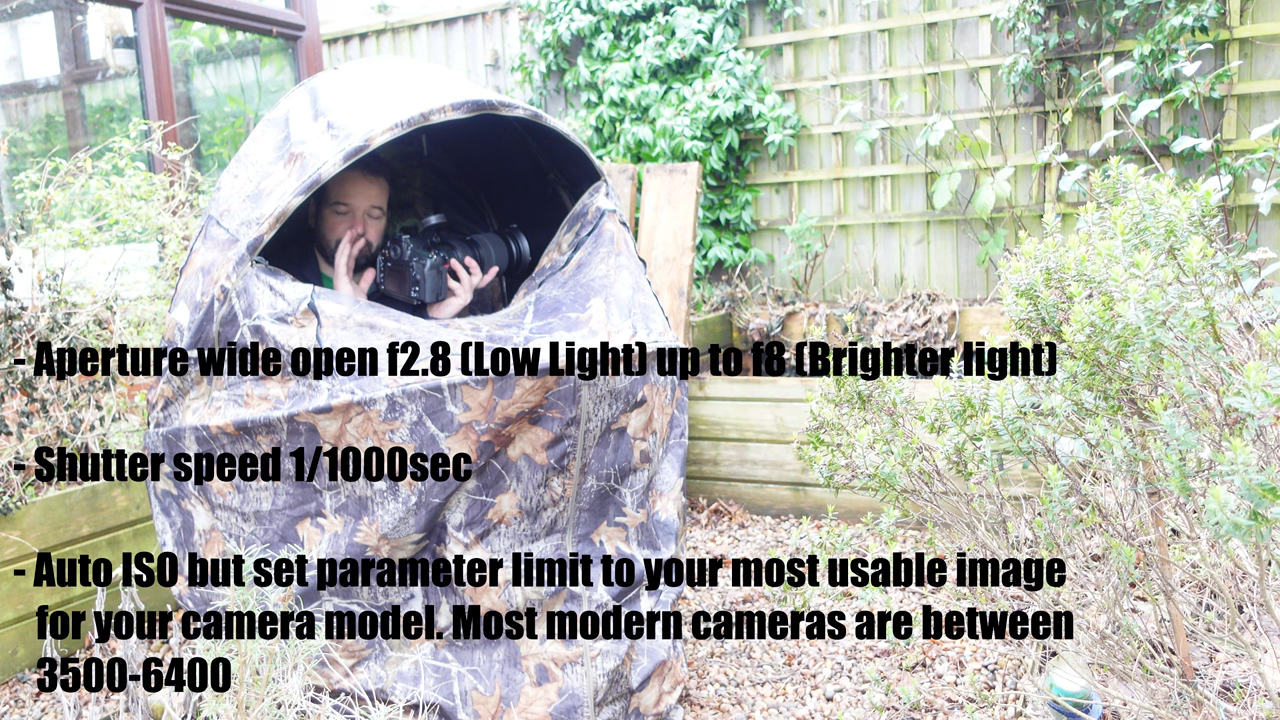 - Aperture wide open f2.8 (Low Light) up to f8 (Brighter light)
- Shutter speed 1/1000sec
- Auto ISO but set parameter limit to your most usable image
for your camera model. Most modern cameras are between
3500-6400